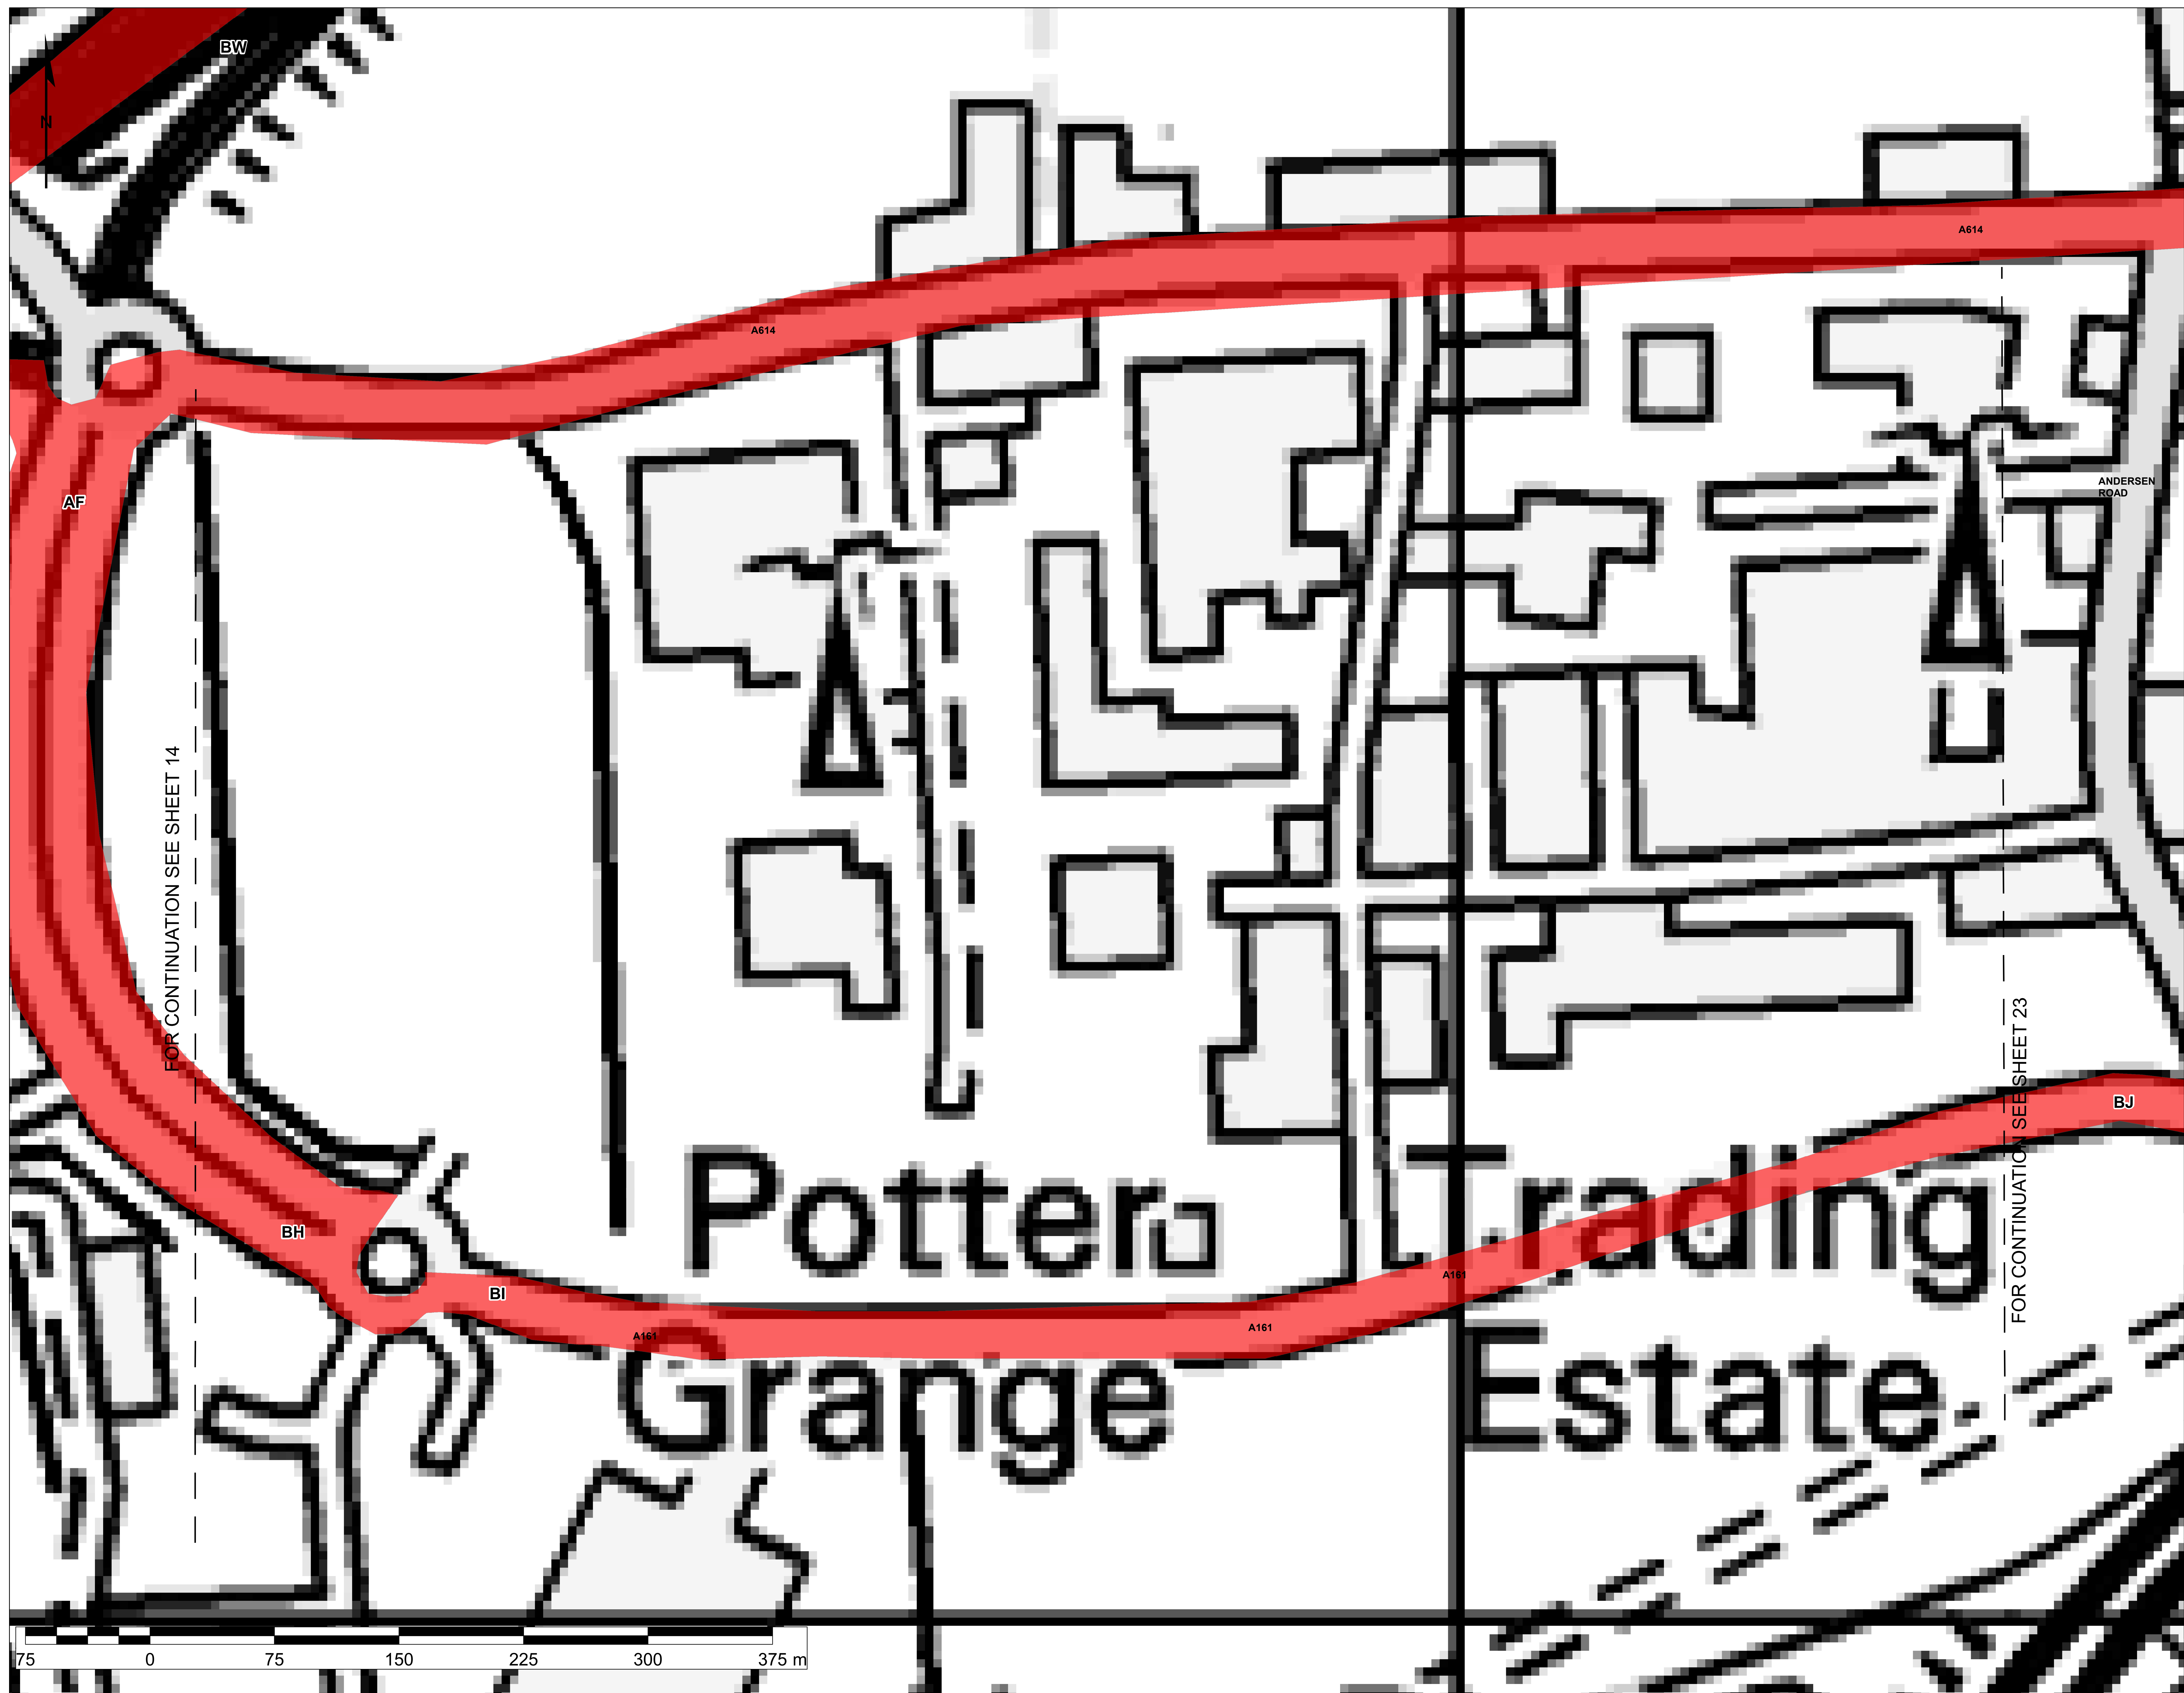 BW
N
A614
A614
AF
ANDERSEN
ROAD
FOR CONTINUATION SEE SHEET 14
FOR CONTINUATION SEE SHEET 23
BJ
Potter
Trading
BH
BI
A161
A161
A161
Grange
Estate
75 0 75 150 225 300 375 m